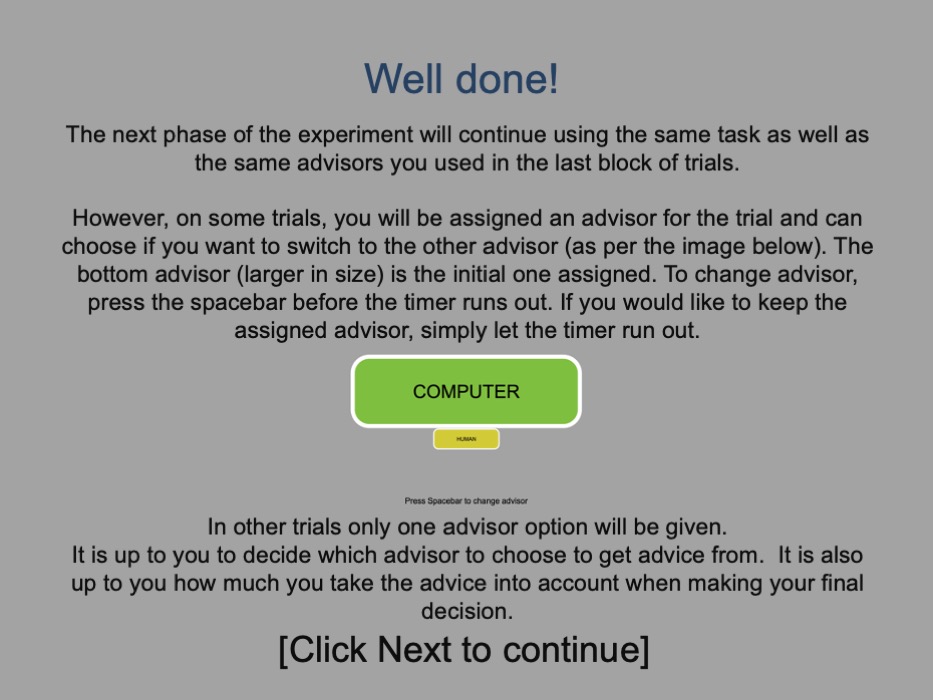 Well done!
The next phase of the experiment will continue using the same task as well as
the same advisors you used in the last block of trials.
However, on some trials, you will be assigned an advisor for the trial and can
choose if you want to switch to the other advisor (as per the image below). The
bottom advisor (larger in size) is the initial one assigned. To change advisor,
press the spacebar before the timer runs out. If you would like to keep the
assigned advisor, simply let the timer run out.
COMPUTER
HUMAN
Press Spacebar to change advisor
In other trials only one advisor option will be given.
It is up to you to decide which advisor to choose to get advice from.  It is also
up to you how much you take the advice into account when making your final
decision.
[Click Next to continue]